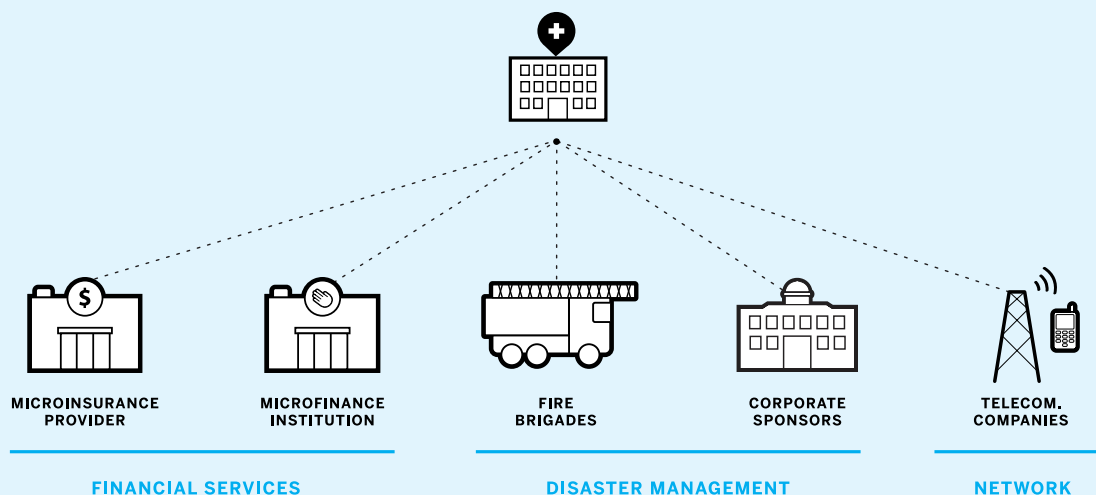 $
MICROINSURANCE
PROVIDER
MICROFINANCE
INSTITUTION
FIRE
BRIGADES
CORPORATE
SPONSORS
TELECOM.
COMPANIES
FINANCIAL SERVICES
DISASTER MANAGEMENT
NETWORK